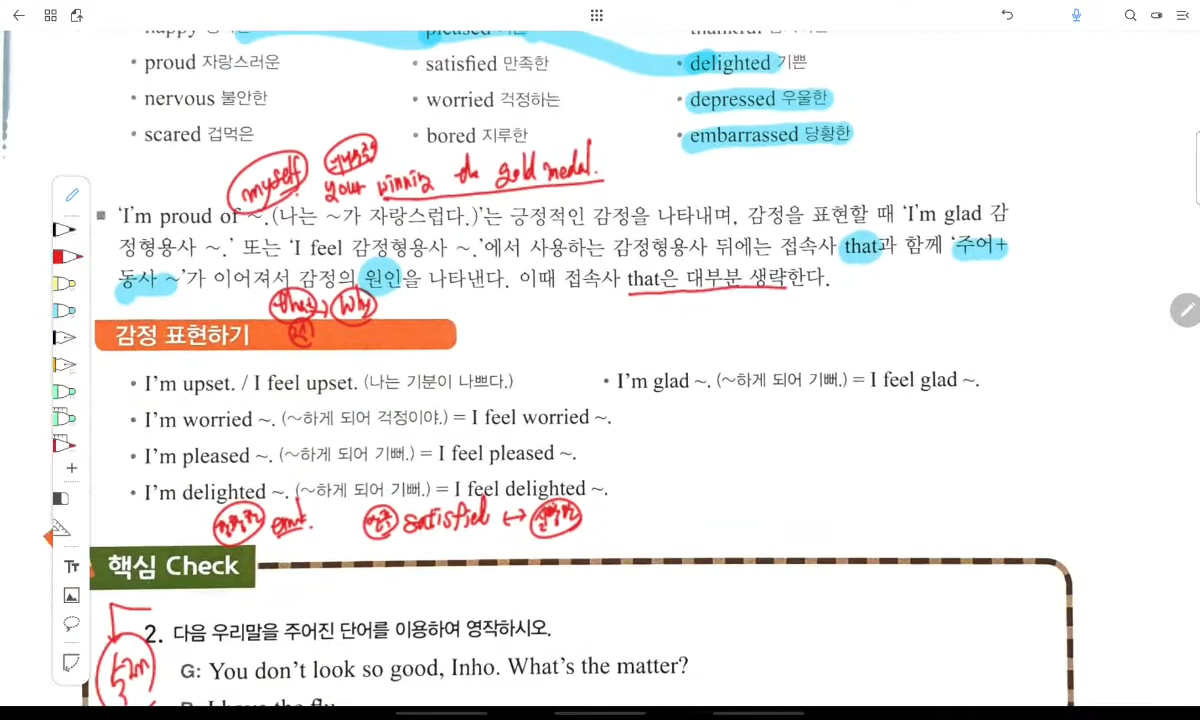 pleased
• proud 자랑스러운 • satisfied 만족한 • delighted 기쁜
• nervous 불안한 • worried 걱정하는 • depressed 우울한
• scared 겁먹은 • bored 지루한 • embarrassed 당황한
myself your winning the gold medal.
■ ‘I’m proud of ~.(나는 ~가 자랑스럽다.)’는 긍정적인 감정을 나타내며, 감정을 표현할 때 ‘I’m glad 감
정형용사 ~.’ 또는 ‘I feel 감정형용사 ~.’에서 사용하는 감정형용사 뒤에는 접속사 that과 함께 ‘주어+
동사 ~’가 이어져서 감정의 원인을 나타낸다. 이때 접속사 that은 대부분 생략한다.
that why
감정 표현하기
• I’m upset. / I feel upset. (나는 기분이 나쁘다.) • I’m glad ~. (~하게 되어 기뻐.) = I feel glad ~.
• I’m worried ~. (~하게 되어 걱정이야.) = I feel worried ~.
• I’m pleased ~. (~하게 되어 기뻐.) = I feel pleased ~.
• I’m delighted ~. (~하게 되어 기뻐.) = I feel delighted ~.
satisfied ↔
핵심 Check
2. 다음 우리말을 주어진 단어를 이용하여 영작하시오.
G: You don’t look so good, Inho. What’s the matter?
B: I have the flu.